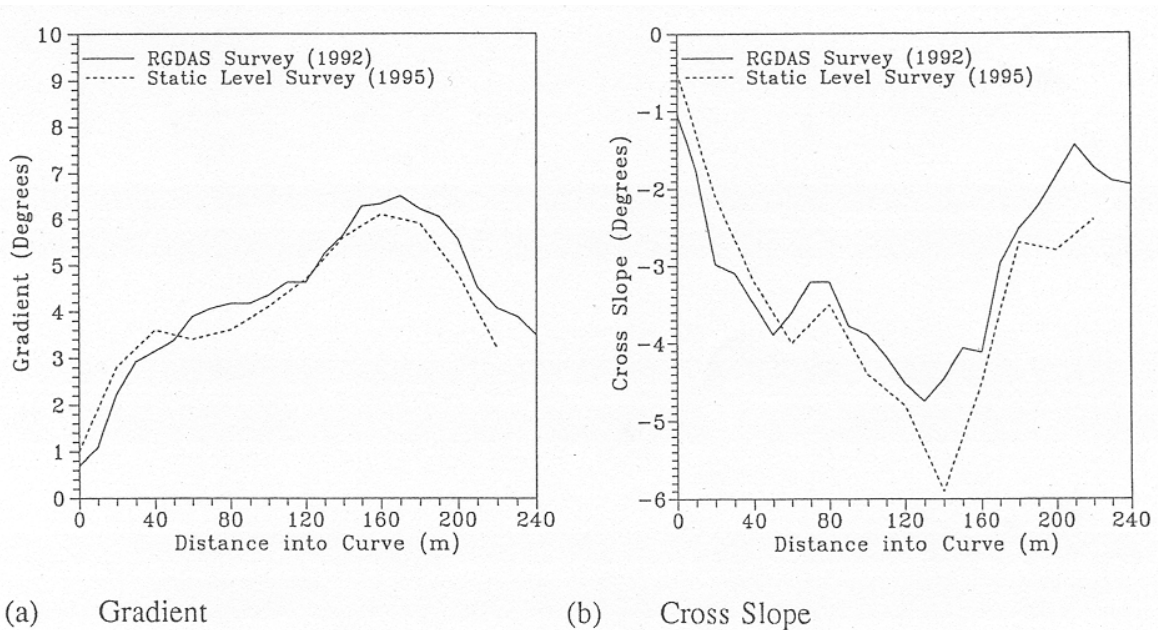 10
9
8
7
6
5
4
3
2
1
0
Gradient (Degrees)
RGDAS Survey (1992)
Static Level Survey (1995)
0 40 80 120 160 200 240
Distance into Curve (m)
0
-1
-2
-3
-4
-5
-6
Cross Slope (Degrees)
RGDAS Survey (1992)
Static Level Survey (1995)
0 40 80 120 160 200 240
Distance into Curve (m)
(a) Gradient
(b) Cross Slope